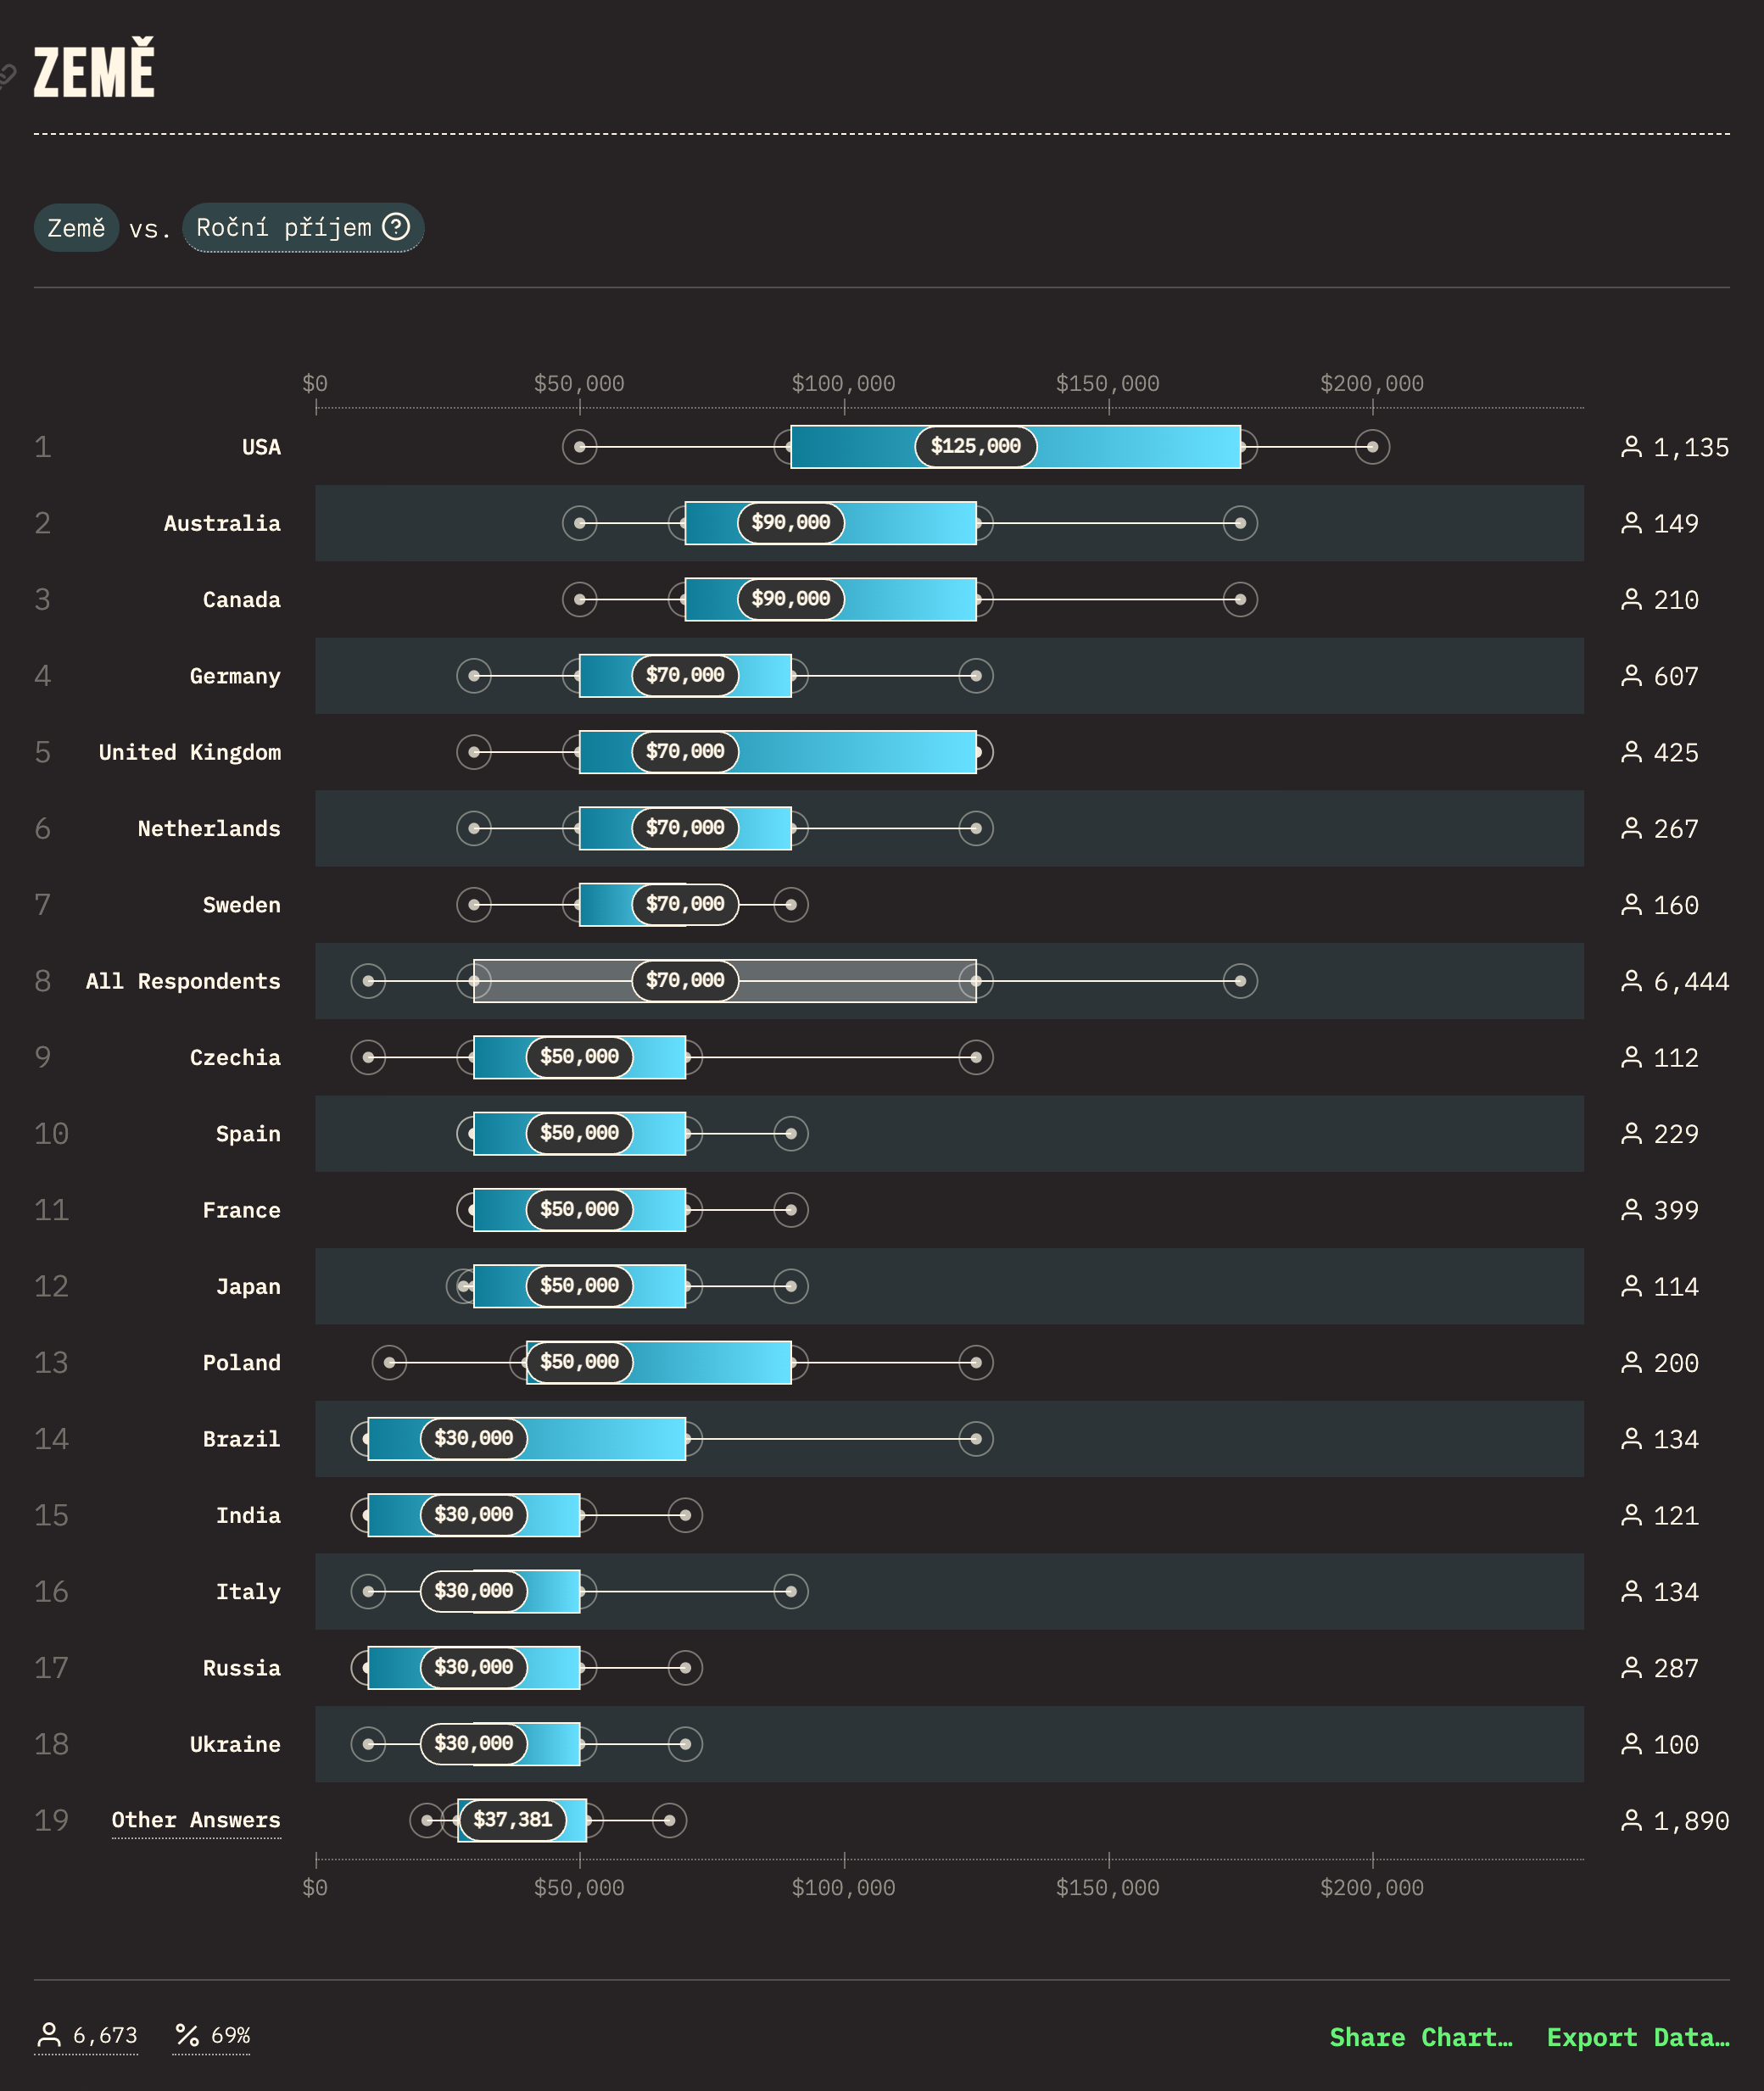 ZEMĚ
Země vs. Roční příjem ?
$0 $50,000 $100,000 $150,000 $200,000
1 USA $125,000 1,135
2 Australia $90,000 149
3 Canada $90,000 210
4 Germany $70,000 607
5 United Kingdom $70,000 425
6 Netherlands $70,000 267
7 Sweden $70,000 160
8 All Respondents $70,000 6,444
9 Czechia $50,000 112
10 Spain $50,000 229
11 France $50,000 399
12 Japan $50,000 114
13 Poland $50,000 200
14 Brazil $30,000 134
15 India $30,000 121
16 Italy $30,000 134
17 Russia $30,000 287
18 Ukraine $30,000 100
19 Other Answers $37,381 1,890
$0 $50,000 $100,000 $150,000 $200,000
6,673 % 69% Share Chart… Export Data…